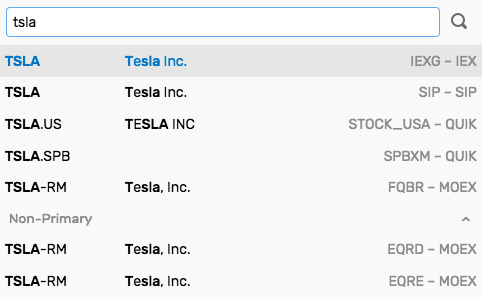 tsla
TSLA Tesla Inc. IEXG – IEX
TSLA Tesla Inc. SIP – SIP
TSLA.US TESLA INC STOCK_USA – QUIK
TSLA.SPB SPBXM – QUIK
TSLA-RM Tesla, Inc. FQBR – MOEX
Non-Primary
TSLA-RM Tesla, Inc. EQRD – MOEX
TSLA-RM Tesla, Inc. EQRE – MOEX